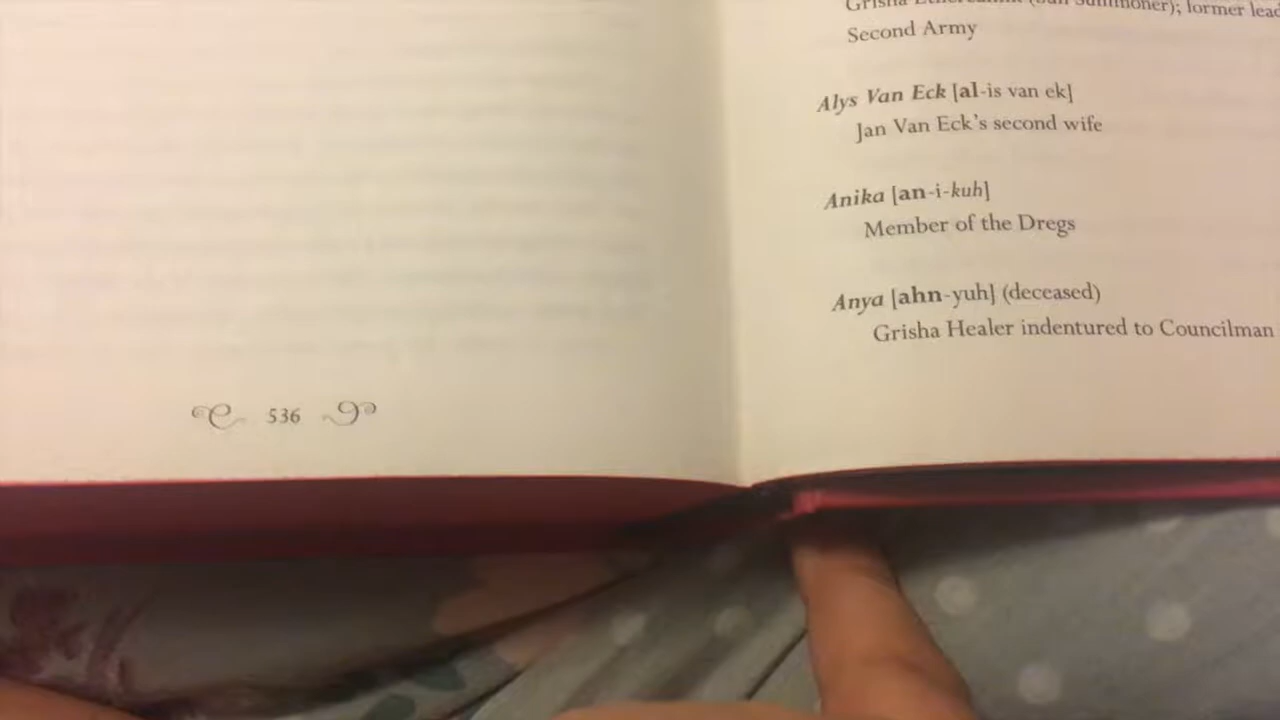 536
Second Army
Alys Van Eck [al-is van ek]
Jan Van Eck's second wife
Anika [an-i-kuh]
Member of the Dregs
Anya [ahn-yuh] (deceased)
Grisha Healer indentured to Councilman